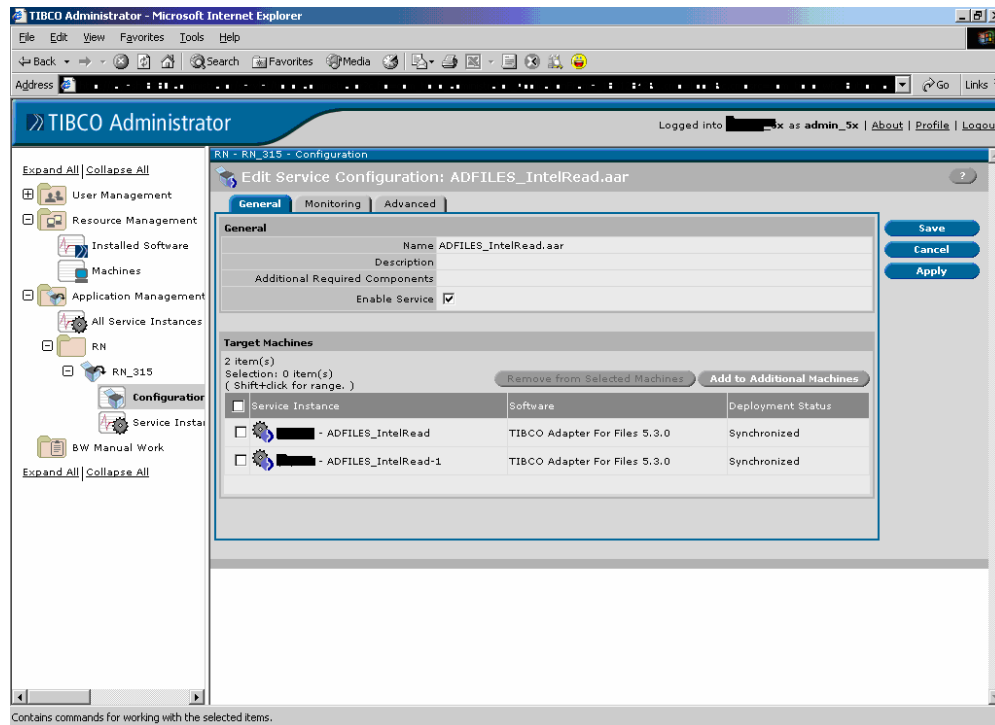 TIBCO Administrator - Microsoft Internet Explorer
File Edit View Favorites Tools Help
Back Search Favorites Media
Address Go Links
TIBCO Administrator
Logged into 5x as admin_5x | About | Profile | Logou
Expand All | Collapse All
User Management
Resource Management
Installed Software
Machines
Application Management
All Service Instances
RN
RN_315
Configuration
Service Instai
BW Manual Work
Expand All | Collapse All
RN - RN_315 - Configuration
Edit Service Configuration: ADFILES_IntelRead.aar
?
General Monitoring Advanced
General
Name ADFILES_IntelRead.aar
Description
Additional Required Components
Enable Service
Save
Cancel
Apply
Target Machines
2 item(s)
Selection: 0 item(s)
( Shift+click for range. )
Remove from Selected Machines Add to Additional Machines
Service Instance Software Deployment Status
- ADFILES_IntelRead TIBCO Adapter For Files 5.3.0 Synchronized
- ADFILES_IntelRead-1 TIBCO Adapter For Files 5.3.0 Synchronized
Contains commands for working with the selected items.